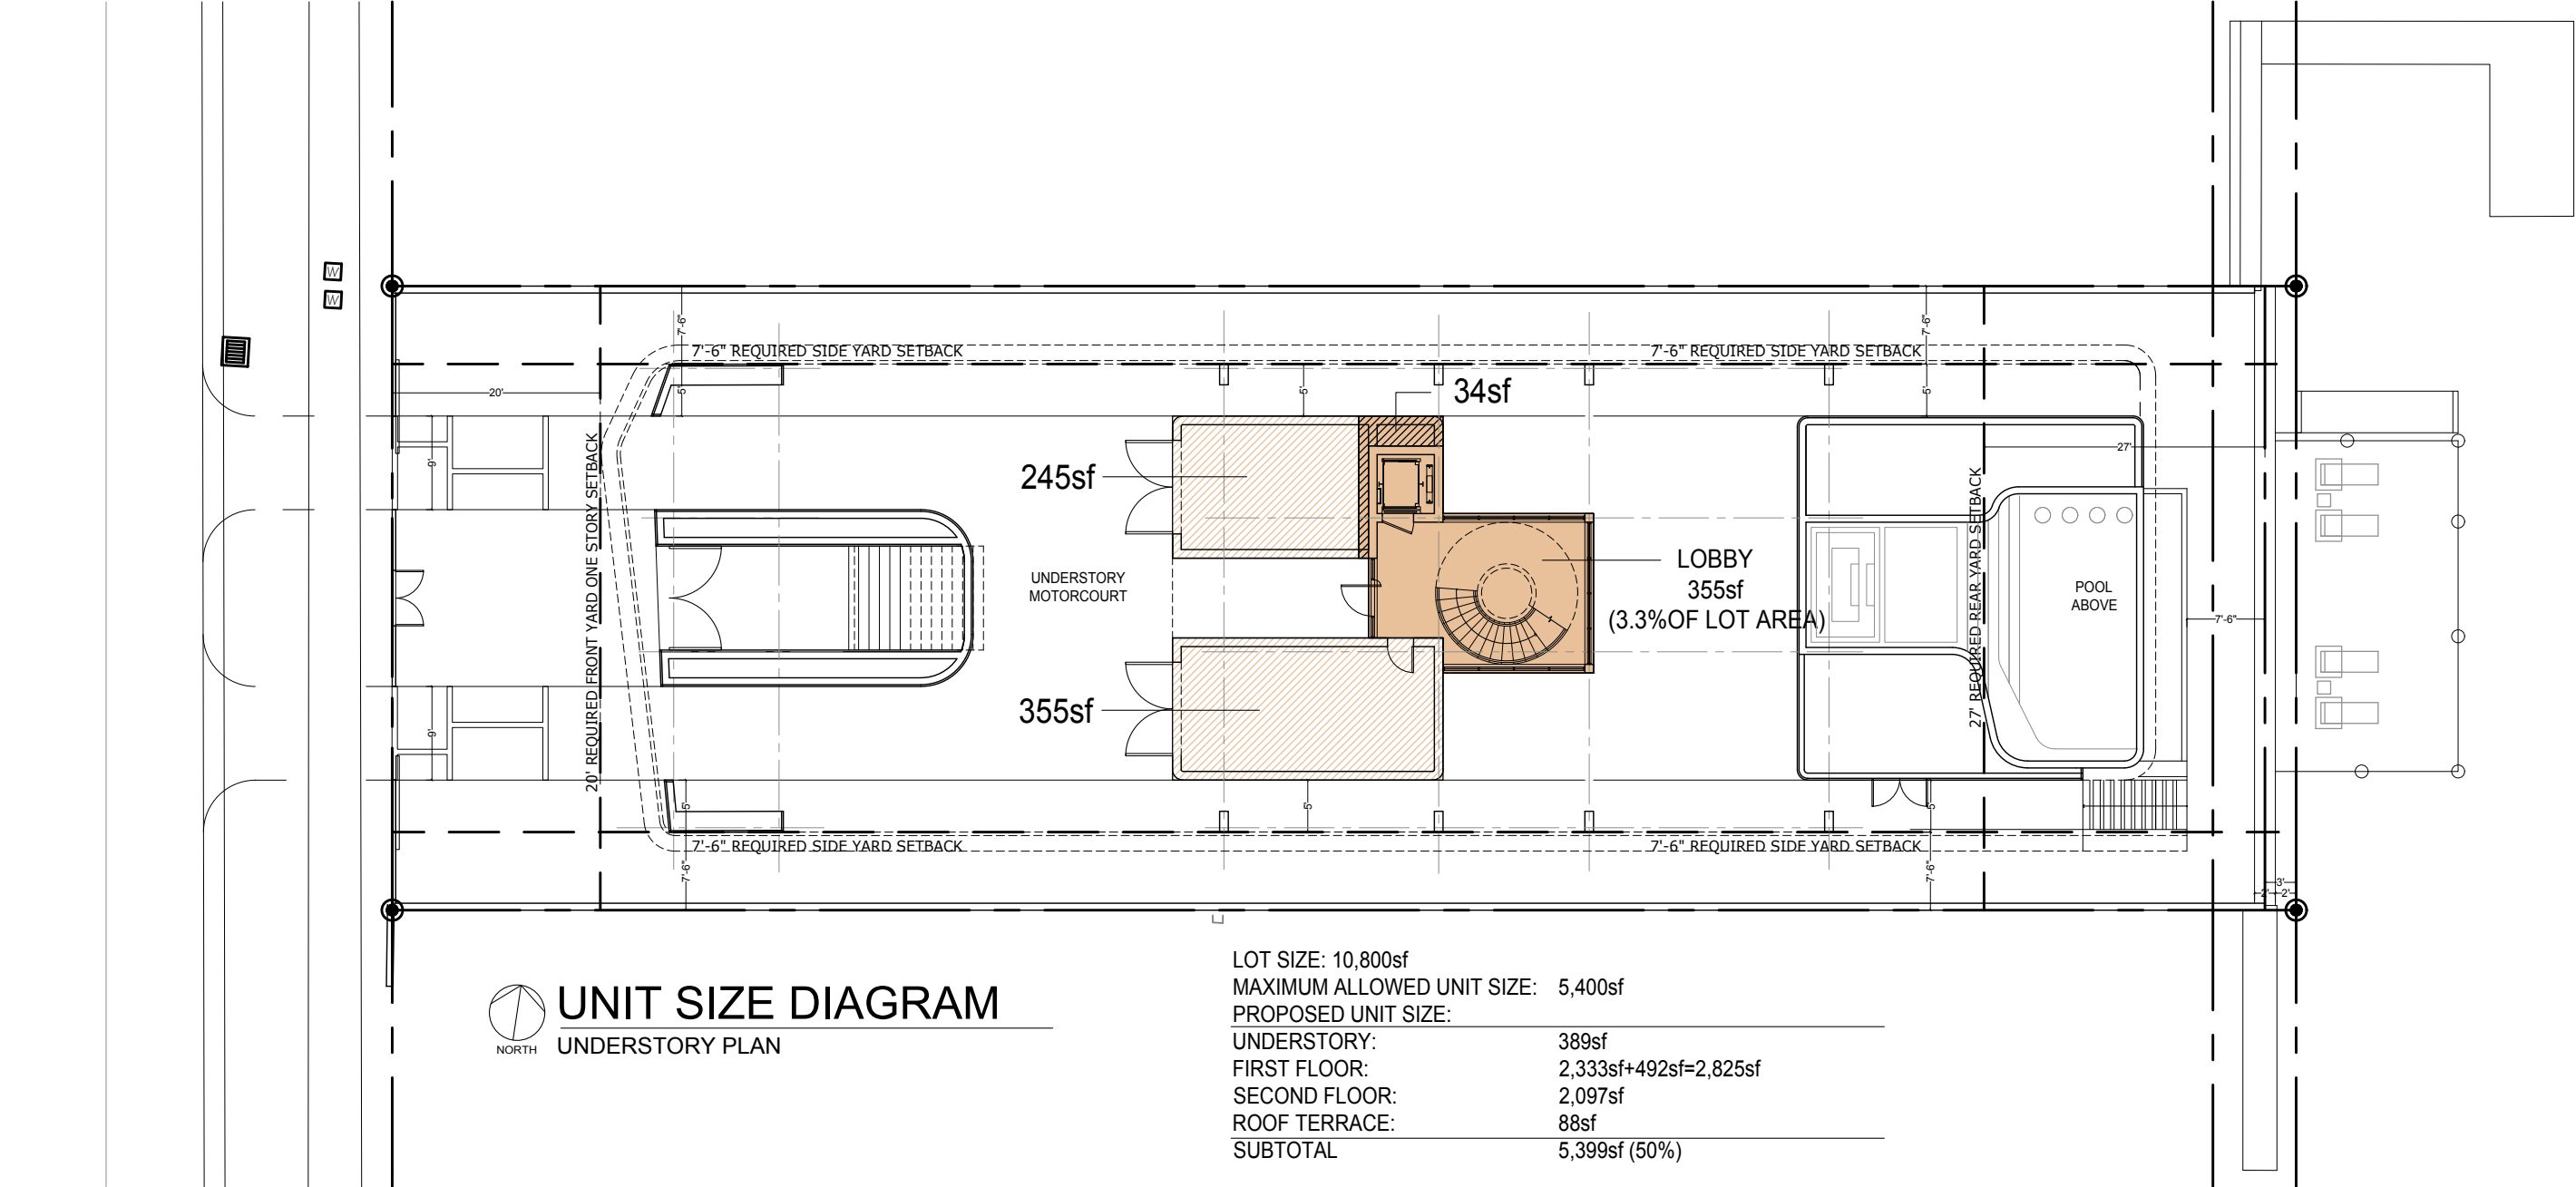 W
W
7'-6"
7'-6"
7'-6" REQUIRED SIDE YARD SETBACK
7'-6" REQUIRED SIDE YARD SETBACK
20'
5'
5'
5'
34sf
9'
27'
245sf
20' REQUIRED FRONT YARD ONE STORY SETBACK
27' REQUIRED REAR YARD SETBACK
UNDERSTORY
MOTORCOURT
LOBBY
355sf
(3.3%OF LOT AREA)
POOL
ABOVE
7'-6"
355sf
9'
5'
5'
5'
7'-6" REQUIRED SIDE YARD SETBACK
7'-6" REQUIRED SIDE YARD SETBACK
7'-6"
7'-6"
3'
2'
2'
NORTH
UNIT SIZE DIAGRAM
UNDERSTORY PLAN
LOT SIZE: 10,800sf
MAXIMUM ALLOWED UNIT SIZE: 5,400sf
PROPOSED UNIT SIZE:
UNDERSTORY: 389sf
FIRST FLOOR: 2,333sf+492sf=2,825sf
SECOND FLOOR: 2,097sf
ROOF TERRACE: 88sf
SUBTOTAL 5,399sf (50%)